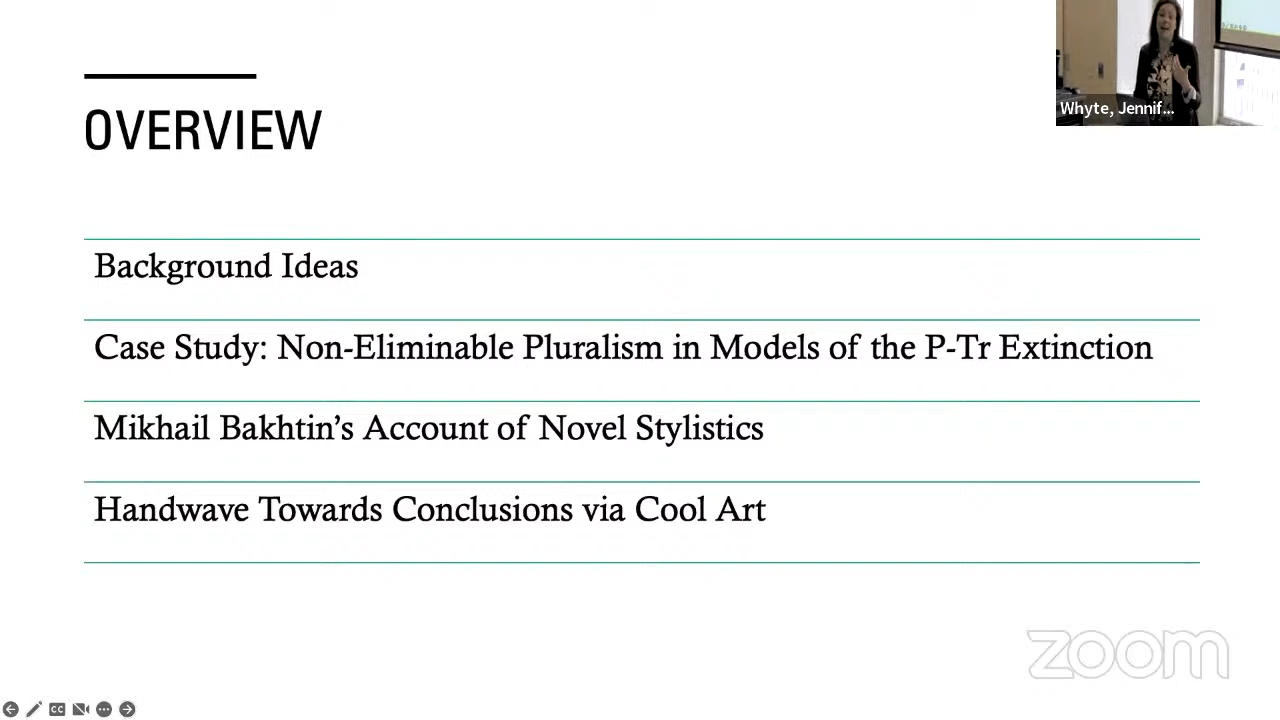 Whyte, Jennif...
OVERVIEW
Background Ideas
Case Study: Non-Eliminable Pluralism in Models of the P-Tr Extinction
Mikhail Bakhtin’s Account of Novel Stylistics
Handwave Towards Conclusions via Cool Art
zoom
CC